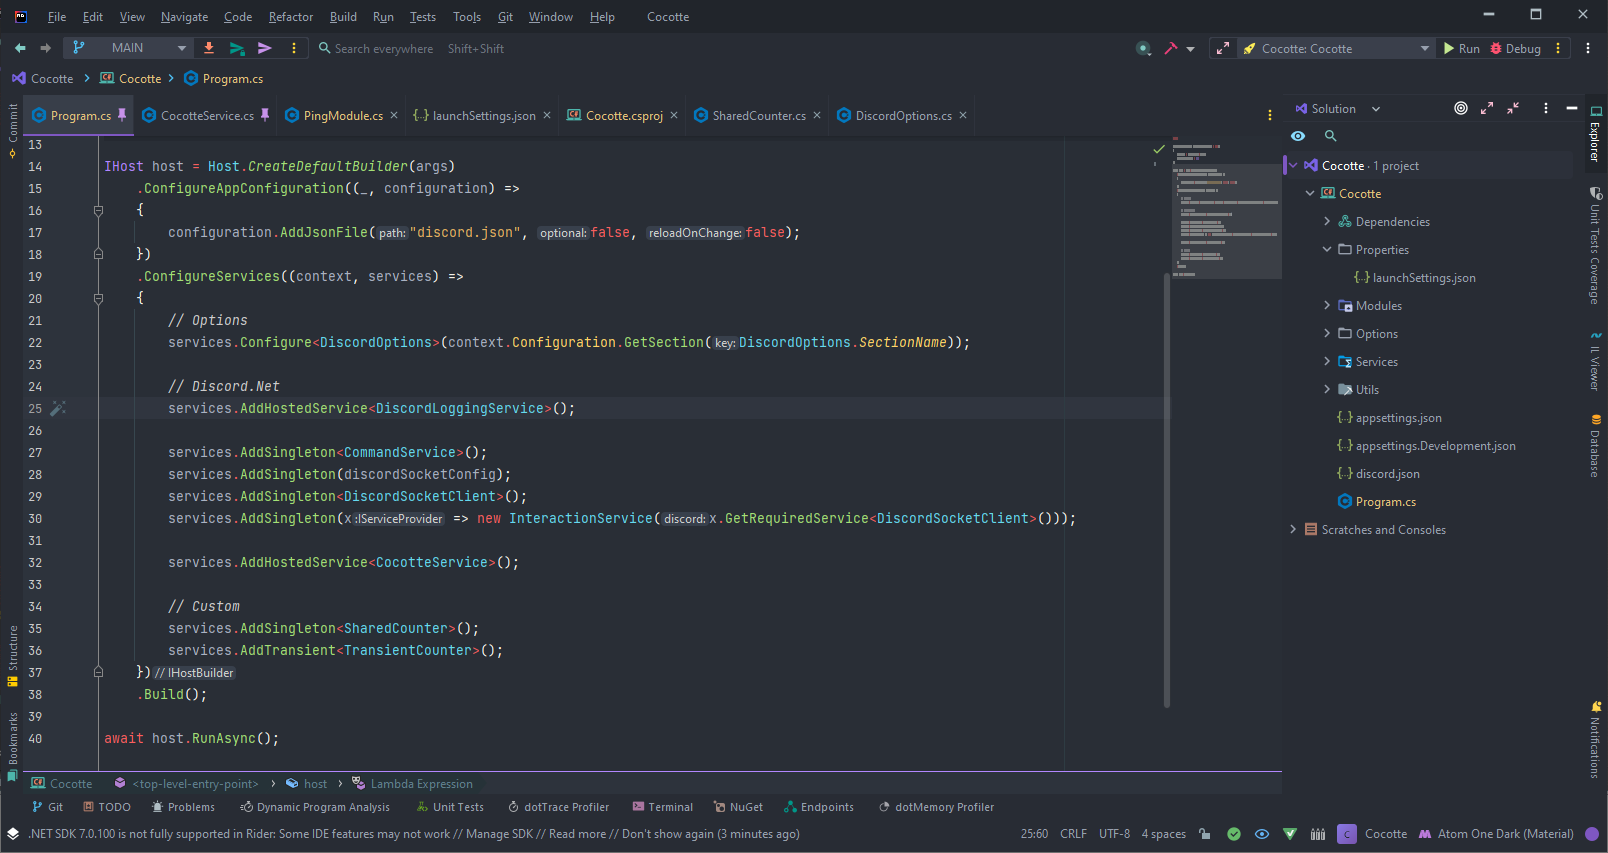 File Edit View Navigate Code Refactor Build Run Tests Tools Git Window Help Cocotte
MAIN Search everywhere Shift+Shift Cocotte: Cocotte Run Debug
Cocotte Cocotte Program.cs
Program.cs CocotteService.cs PingModule.cs launchSettings.json Cocotte.csproj SharedCounter.cs DiscordOptions.cs
13
14 IHost host = Host.CreateDefaultBuilder(args)
15 .ConfigureAppConfiguration((_, configuration) =>
16 {
17 configuration.AddJsonFile(path:"discord.json", optional:false, reloadOnChange:false);
18 })
19 .ConfigureServices((context, services) =>
20 {
21 // Options
22 services.Configure<DiscordOptions>(context.Configuration.GetSection(key:DiscordOptions.SectionName));
23
24 // Discord.Net
25 services.AddHostedService<DiscordLoggingService>();
26
27 services.AddSingleton<CommandService>();
28 services.AddSingleton(discordSocketConfig);
29 services.AddSingleton<DiscordSocketClient>();
30 services.AddSingleton(x:IServiceProvider => new InteractionService(discord:x.GetRequiredService<DiscordSocketClient>()));
31
32 services.AddHostedService<CocotteService>();
33
34 // Custom
35 services.AddSingleton<SharedCounter>();
36 services.AddTransient<TransientCounter>();
37 }) // IHostBuilder
38 .Build();
39
40 await host.RunAsync();
Commit
Structure
Bookmarks
Solution
Cocotte · 1 project
Cocotte
Dependencies
Properties
launchSettings.json
Modules
Options
Services
Utils
appsettings.json
appsettings.Development.json
discord.json
Program.cs
Scratches and Consoles
Explorer
Unit Tests Coverage
IL Viewer
Database
Notifications
Cocotte <top-level-entry-point> host Lambda Expression
Git TODO Problems Dynamic Program Analysis Unit Tests dotTrace Profiler Terminal NuGet Endpoints dotMemory Profiler
.NET SDK 7.0.100 is not fully supported in Rider: Some IDE features may not work // Manage SDK // Read more // Don't show again (3 minutes ago) 25:60 CRLF UTF-8 4 spaces C Cocotte Atom One Dark (Material)